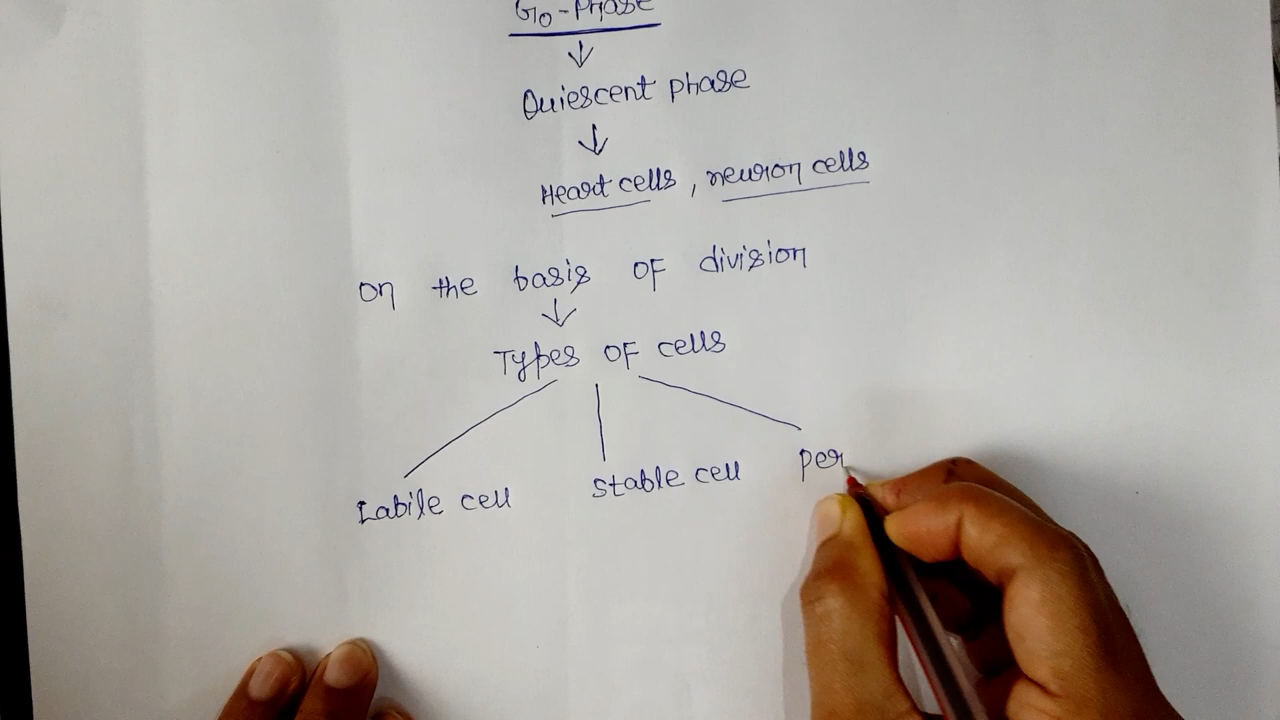 G0-Phase
Quiescent phase
Heart cells, neuron cells
on the basis of division
Types of cells
Labile cell stable cell per